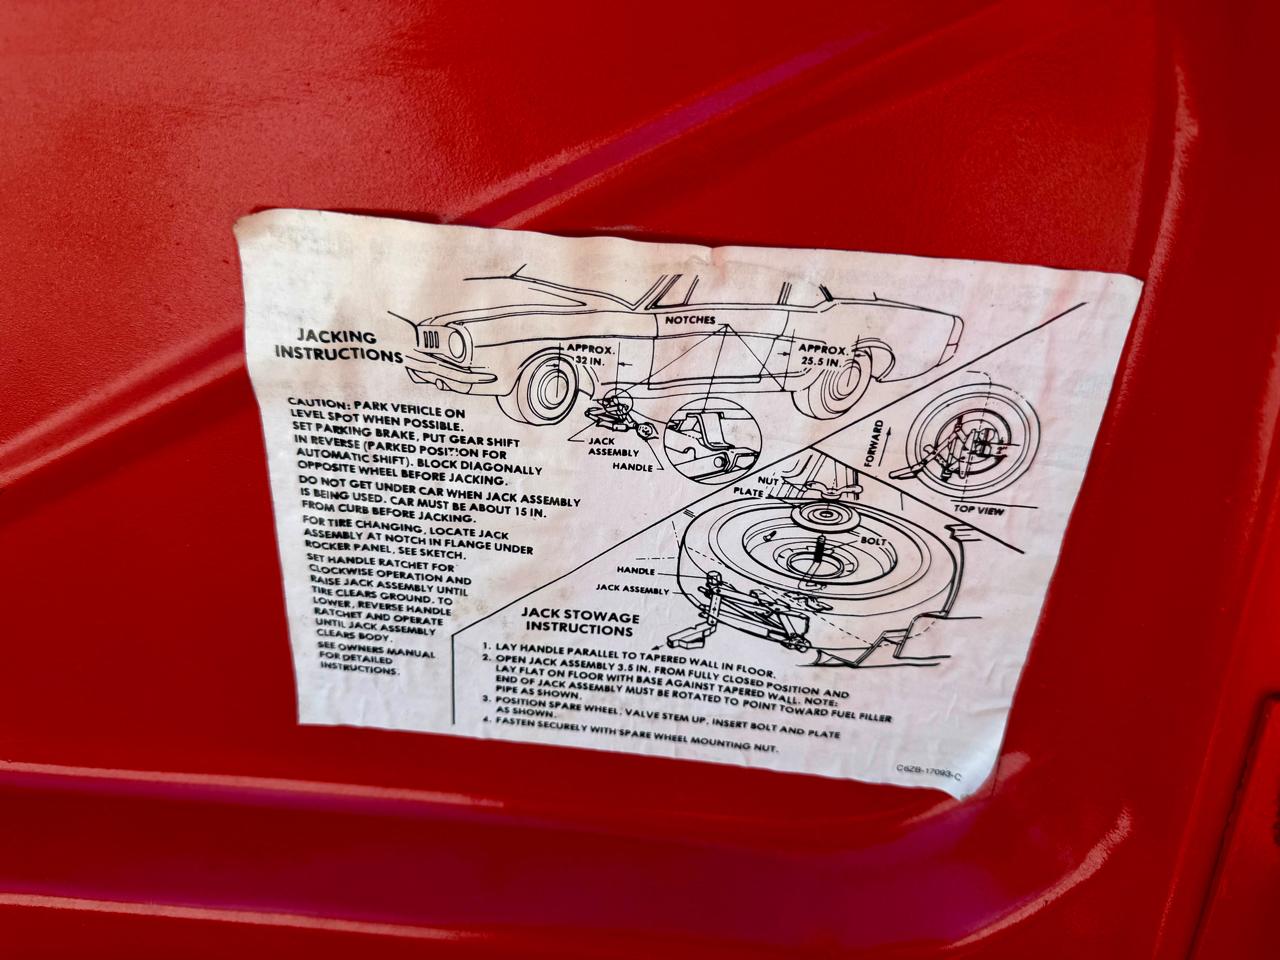 JACKING
INSTRUCTIONS
CAUTION: PARK VEHICLE ON
LEVEL SPOT WHEN POSSIBLE.
SET PARKING BRAKE, PUT GEAR SHIFT
IN REVERSE (PARKED POSITION FOR
AUTOMATIC SHIFT). BLOCK DIAGONALLY
OPPOSITE WHEEL BEFORE JACKING.
DO NOT GET UNDER CAR WHEN JACK ASSEMBLY
IS BEING USED. CAR MUST BE ABOUT 15 IN.
FROM CURB BEFORE JACKING.
FOR TIRE CHANGING, LOCATE JACK
ASSEMBLY AT NOTCH IN FLANGE UNDER
ROCKER PANEL. SEE SKETCH.
SET HANDLE RATCHET FOR
CLOCKWISE OPERATION AND
RAISE JACK ASSEMBLY UNTIL
TIRE CLEARS GROUND. TO
LOWER, REVERSE HANDLE
RATCHET AND OPERATE
UNTIL JACK ASSEMBLY
CLEARS BODY.
SEE OWNERS MANUAL
FOR DETAILED
INSTRUCTIONS.
NOTCHES
APPROX.
32 IN.
APPROX.
25.5 IN.
JACK
ASSEMBLY
HANDLE
FORWARD
TOP VIEW
NUT
PLATE
BOLT
HANDLE
JACK ASSEMBLY
JACK STOWAGE
INSTRUCTIONS
1. LAY HANDLE PARALLEL TO TAPERED WALL IN FLOOR.
2. OPEN JACK ASSEMBLY 3.5 IN. FROM FULLY CLOSED POSITION AND
LAY FLAT ON FLOOR WITH BASE AGAINST TAPERED WALL. NOTE:
END OF JACK ASSEMBLY MUST BE ROTATED TO POINT TOWARD FUEL FILLER
PIPE AS SHOWN.
3. POSITION SPARE WHEEL, VALVE STEM UP. INSERT BOLT AND PLATE
AS SHOWN.
4. FASTEN SECURELY WITH SPARE WHEEL MOUNTING NUT.
C6ZB-17093-C